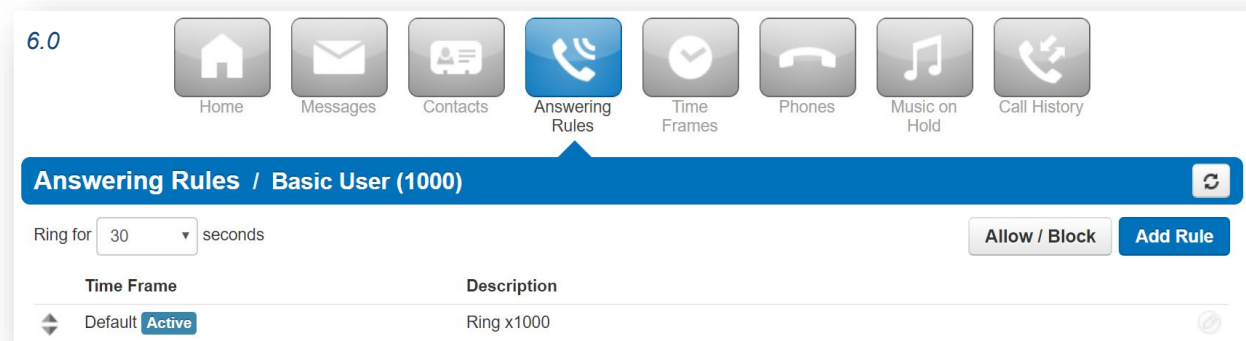 6.0
Home
Messages
Contacts
Answering
Rules
Time
Frames
Phones
Music on
Hold
Call History
Answering Rules / Basic User (1000)
Ring for 30 seconds
Allow / Block
Add Rule
Time Frame Description
Default Active Ring x1000